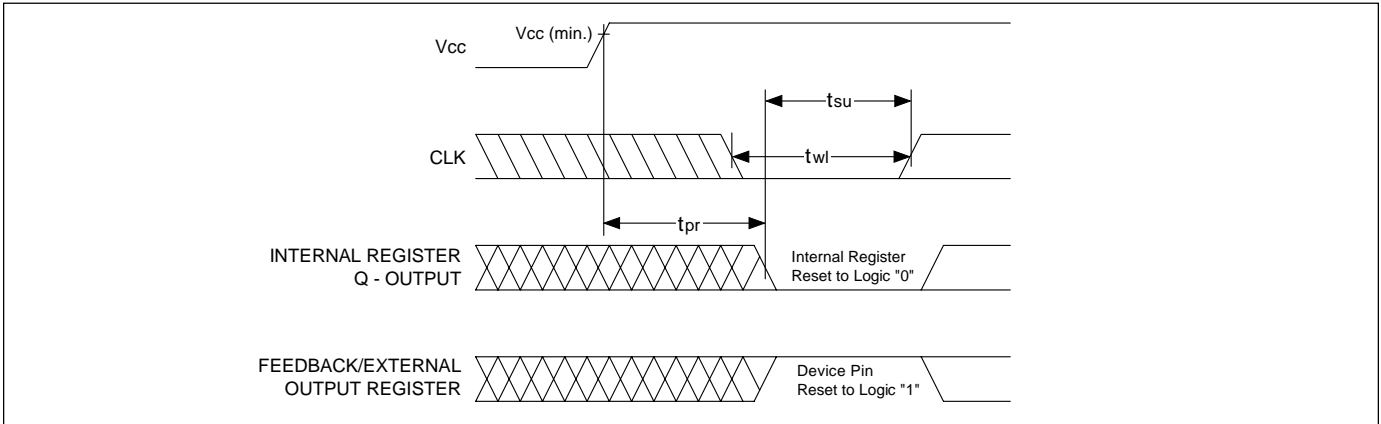 Vcc
Vcc (min.)
tsu
CLK
twl
tpr
INTERNAL REGISTER
Q - OUTPUT
Internal Register
Reset to Logic "0"
FEEDBACK/EXTERNAL
OUTPUT REGISTER
Device Pin
Reset to Logic "1"